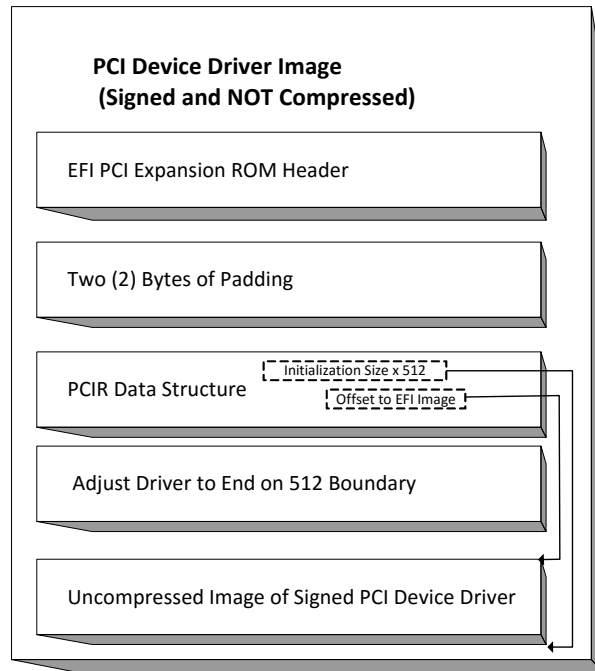 PCI Device Driver Image
(Signed and NOT Compressed)
EFI PCI Expansion ROM Header
Two (2) Bytes of Padding
Initialization Size x 512
PCIR Data Structure
Offset to EFI Image
Adjust Driver to End on 512 Boundary
Uncompressed Image of Signed PCI Device Driver